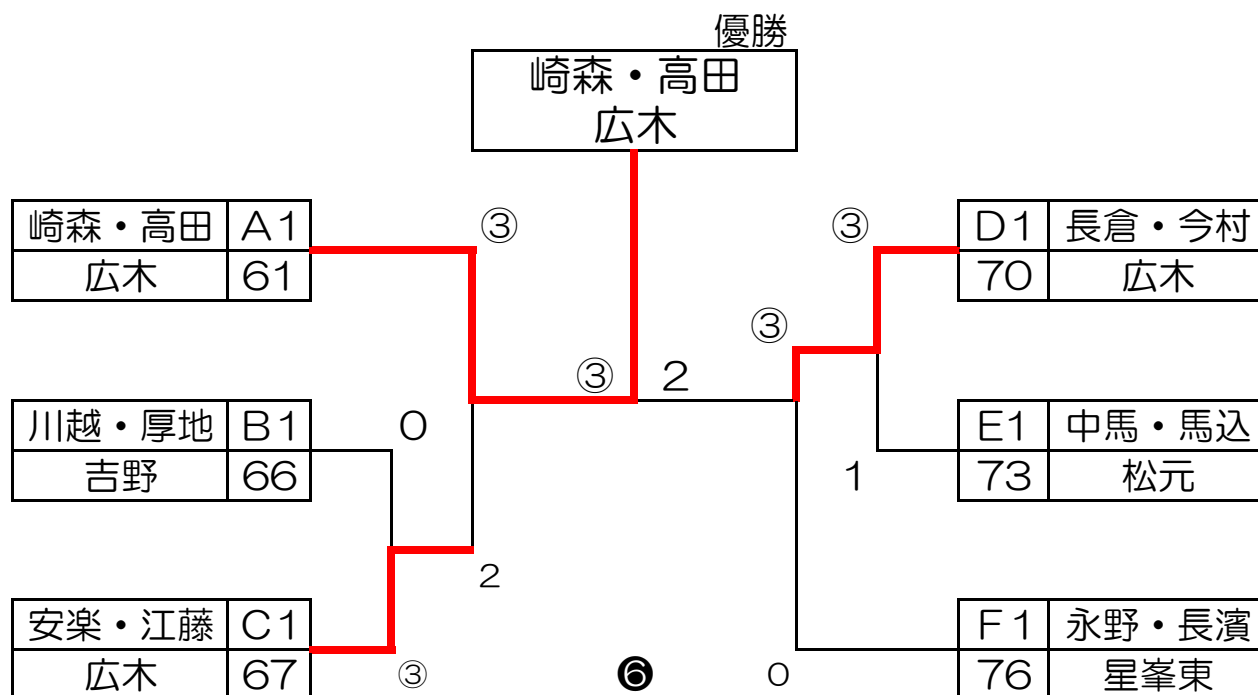 優勝
崎森・高田
広木
崎森・高田 A1 ③ ③ D1 長倉・今村
広木 61 70 広木
③
③ 2
川越・厚地 B1 0 E1 中馬・馬込
吉野 66 1 73 松元
2
安楽・江藤 C1 F1 永野・長濱
広木 67 ③ ❻ 0 76 星峯東